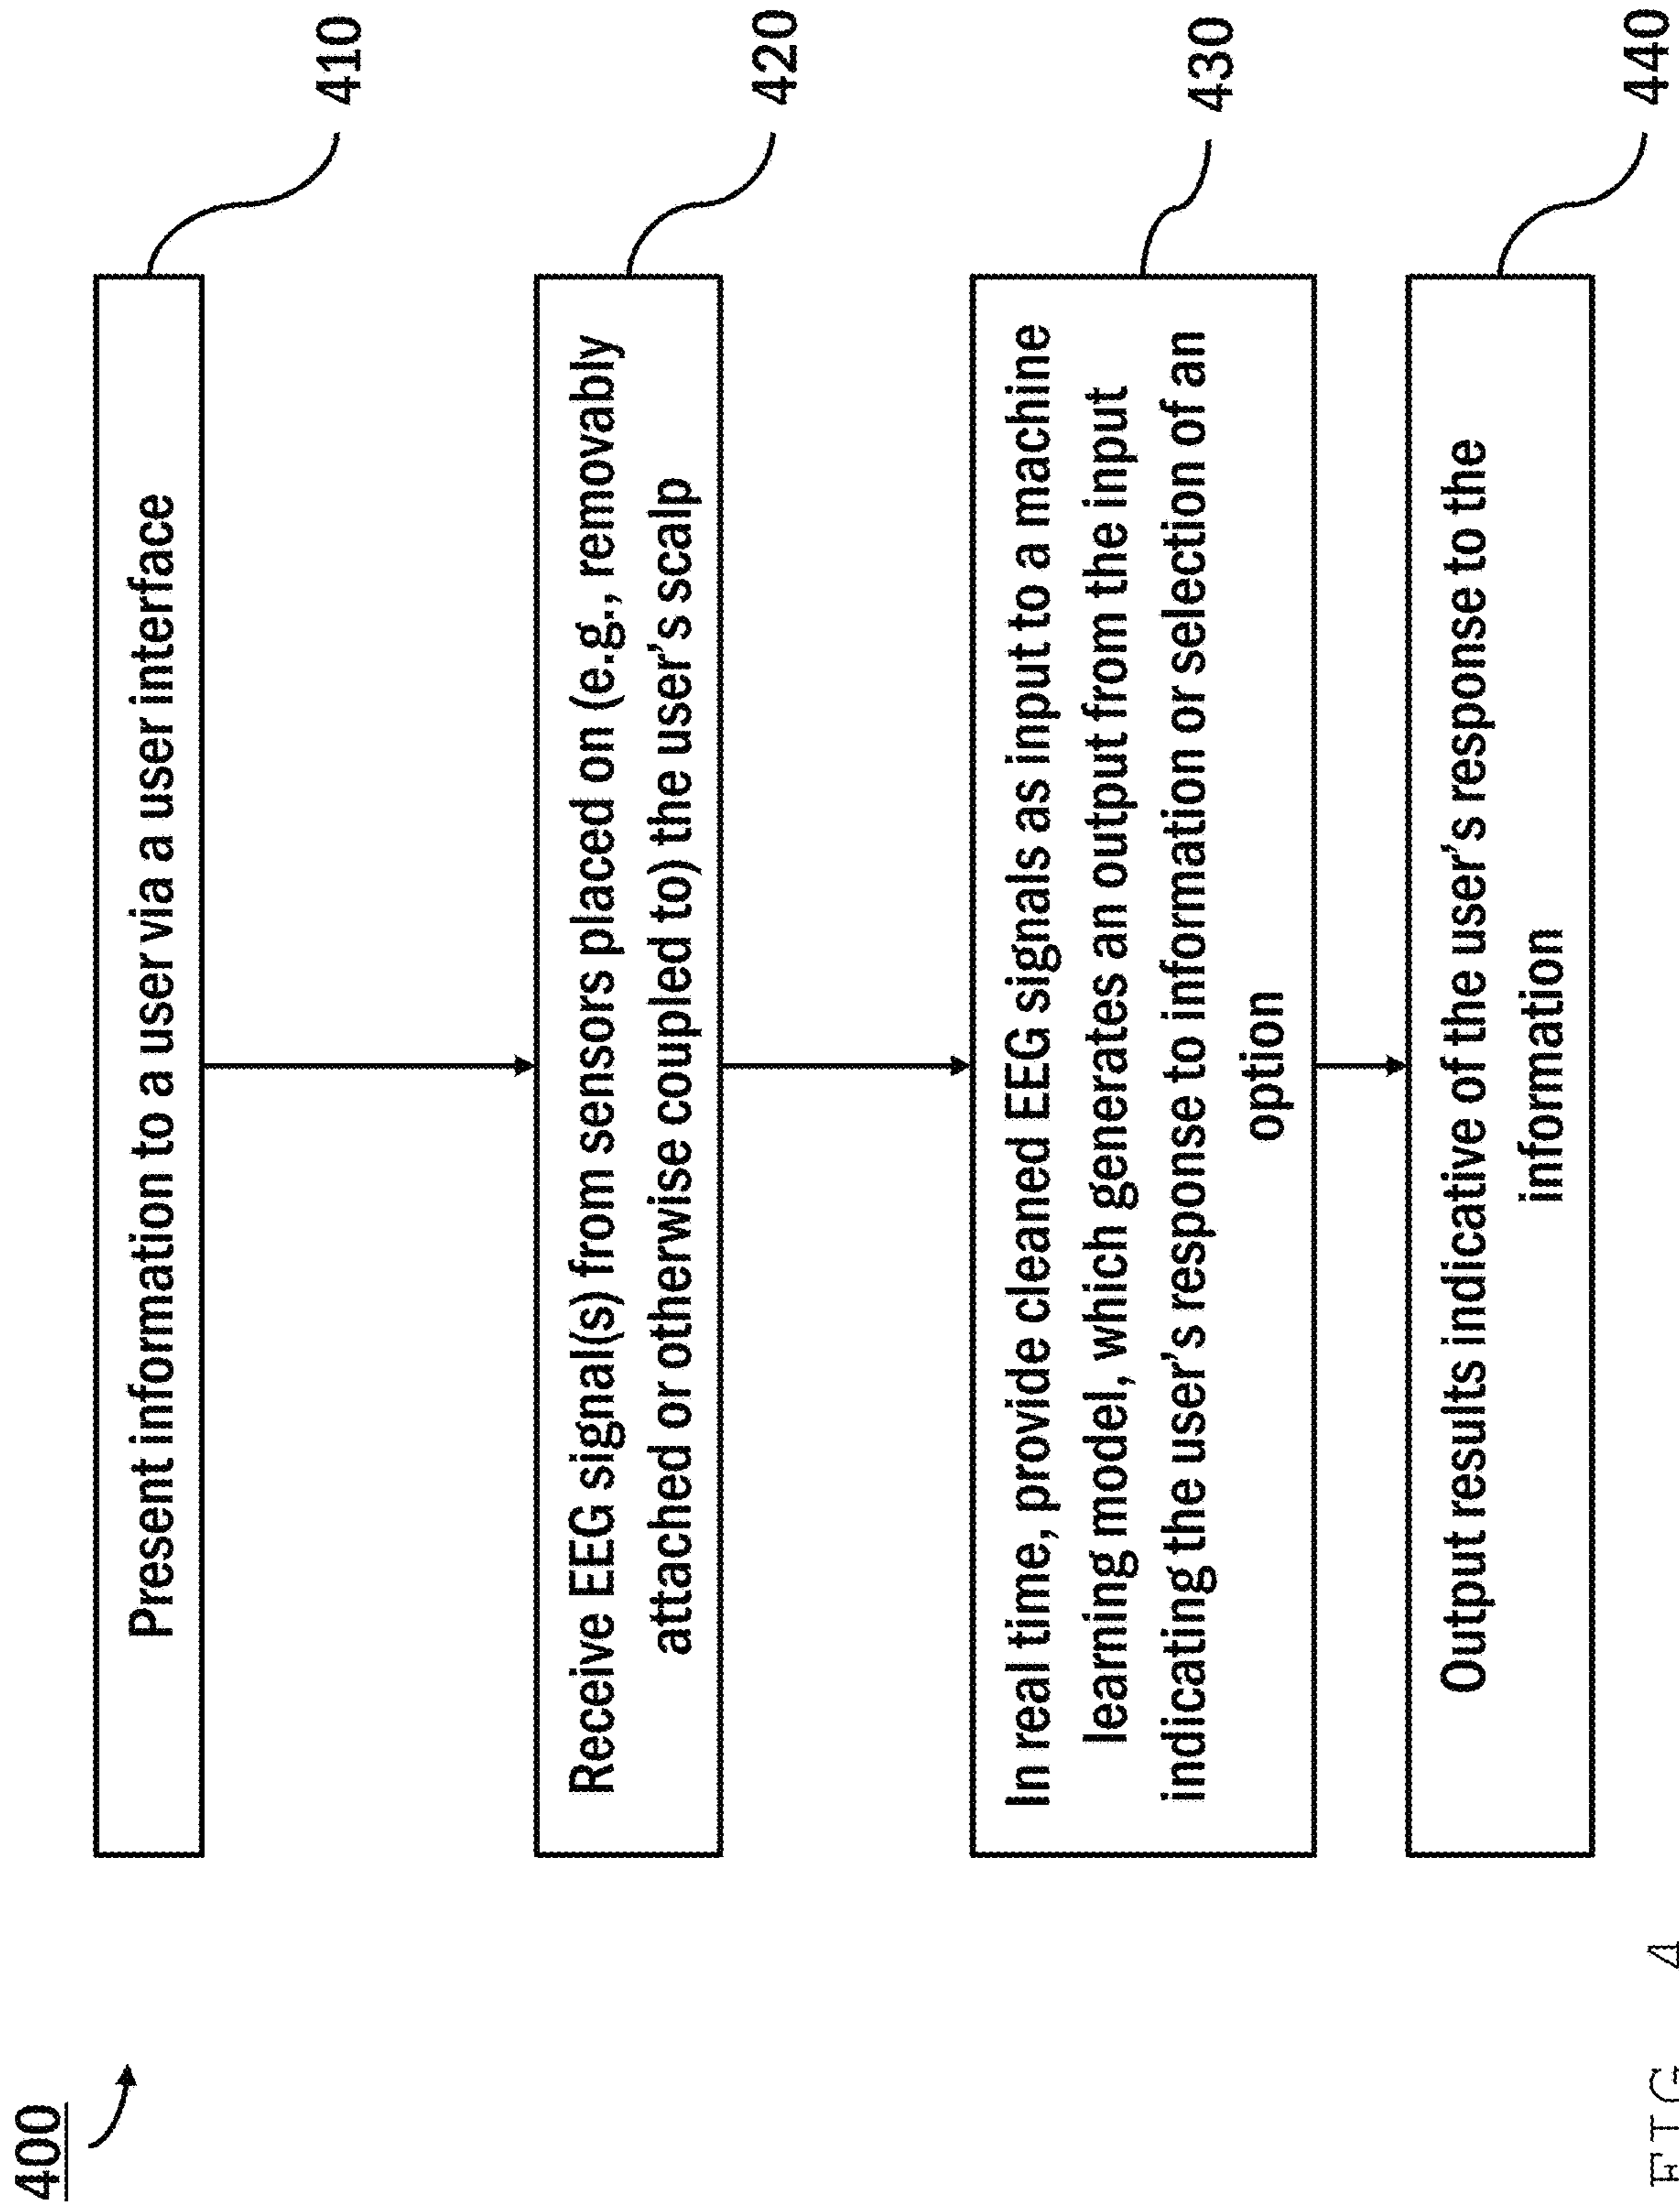 400
Present information to a user via a user interface
410
Receive EEG signal(s) from sensors placed on (e.g., removably
attached or otherwise coupled to) the user's scalp
420
In real time, provide cleaned EEG signals as input to a machine
learning model, which generates an output from the input
indicating the user's response to information or selection of an
option
430
Output results indicative of the user's response to the
information
440
FIG 4